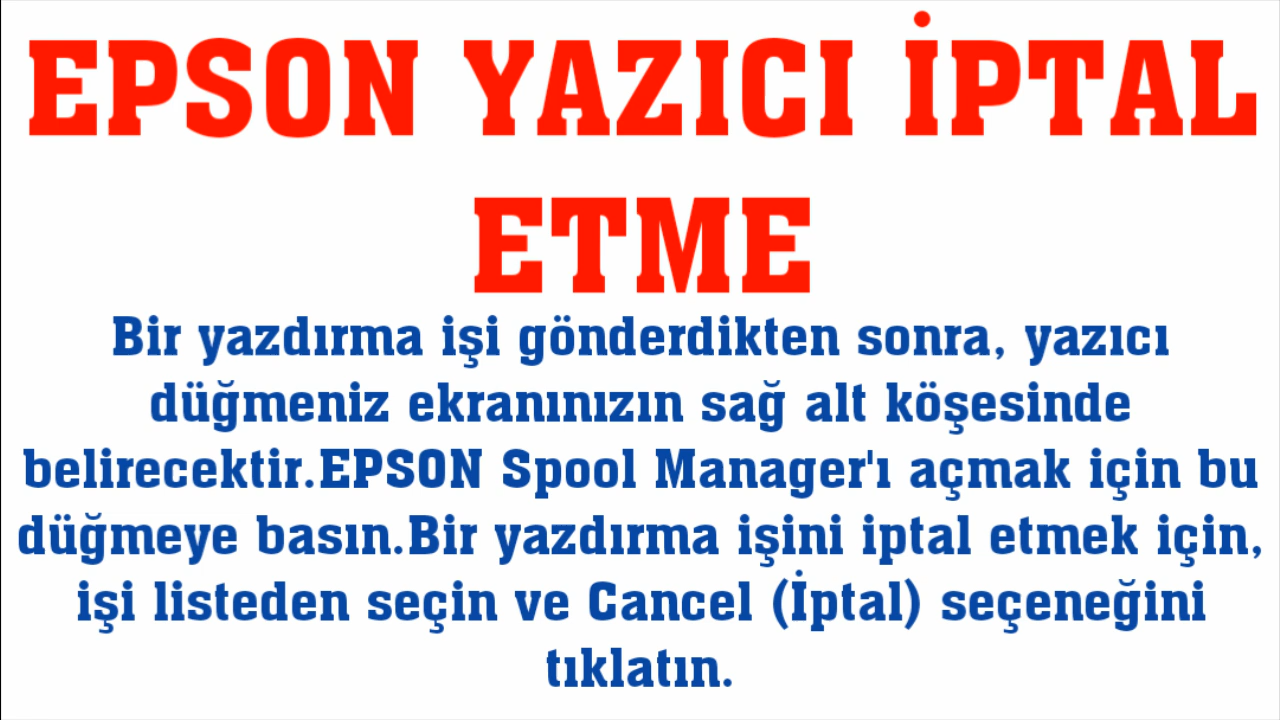 EPSON YAZICI İPTAL
ETME
Bir yazdırma işi gönderdikten sonra, yazıcı
düğmeniz ekranınızın sağ alt köşesinde
belirecektir.EPSON Spool Manager'ı açmak için bu
düğmeye basın.Bir yazdırma işini iptal etmek için,
işi listeden seçin ve Cancel (İptal) seçeneğini
tıklatın.